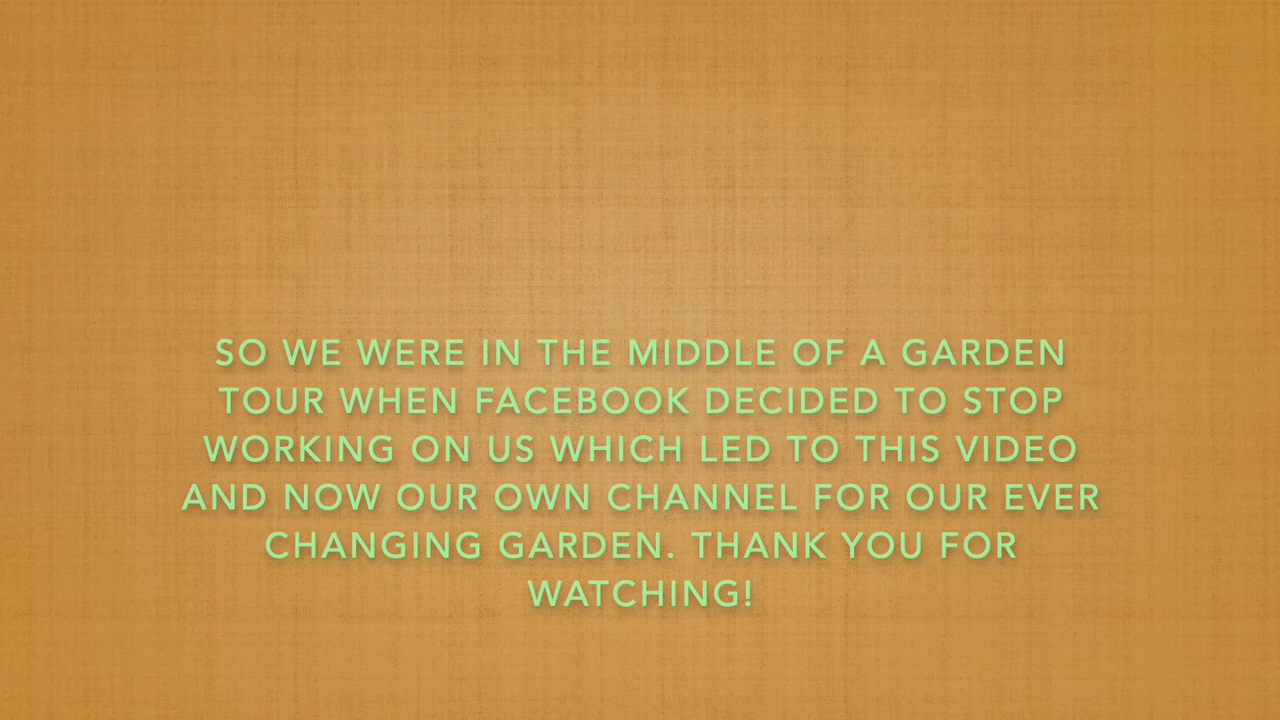 SO WE WERE IN THE MIDDLE OF A GARDEN
TOUR WHEN FACEBOOK DECIDED TO STOP
WORKING ON US WHICH LED TO THIS VIDEO
AND NOW OUR OWN CHANNEL FOR OUR EVER
CHANGING GARDEN. THANK YOU FOR
WATCHING!